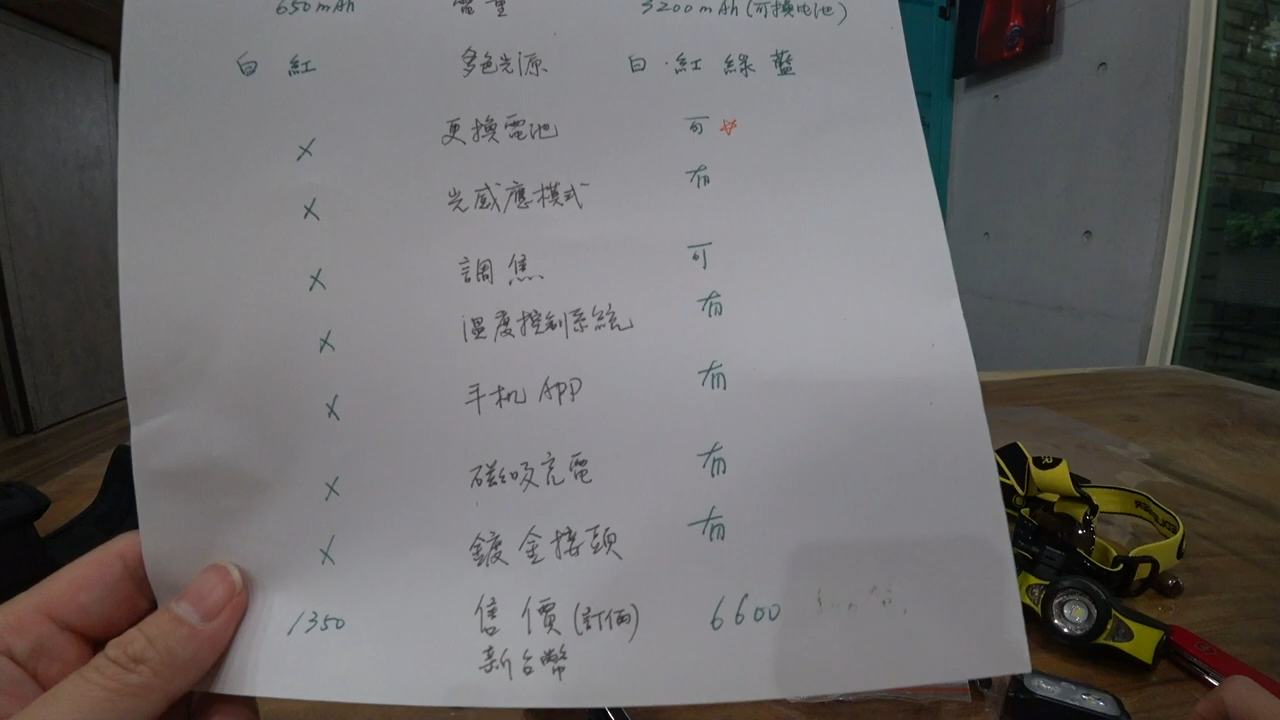 650mAh 電量 3200mAh(可換電池)
白 紅 多色光源 白.紅 綠 藍
X 更換電池 可☆
X 光感應模式 有
X 調焦 可
X 溫度控制系統 有
X 手机 APP 有
X 磁吸充電 有
X 鍍金接頭 有
1350 售價(訂価) 6600
新台幣